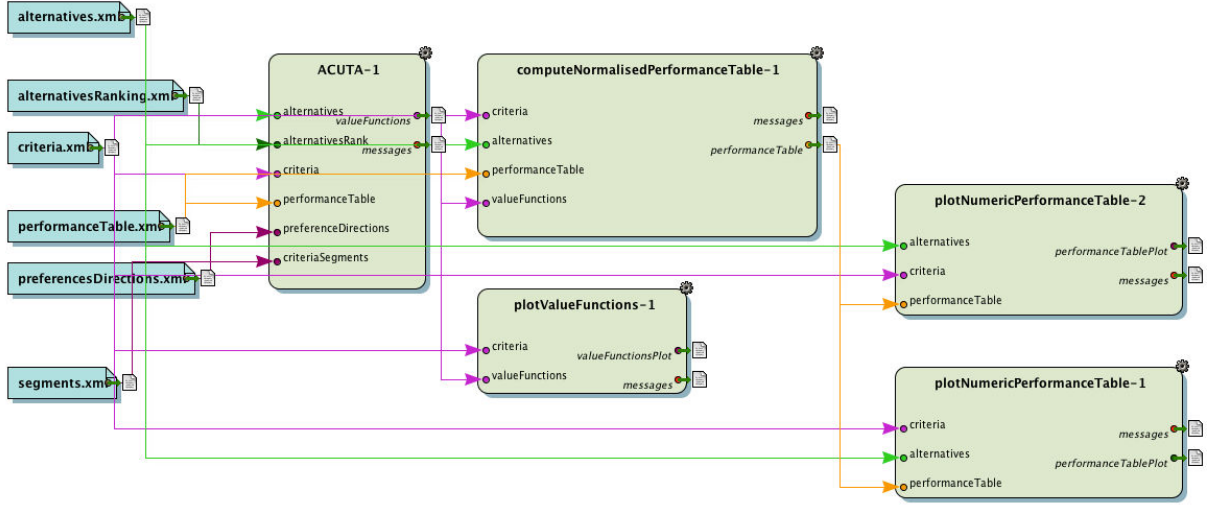 alternatives.xml
alternativesRanking.xml
criteria.xml
performanceTable.xml
preferencesDirections.xml
segments.xml
ACUTA-1
alternatives
valueFunctions
alternativesRank
messages
criteria
performanceTable
preferenceDirections
criteriaSegments
computeNormalisedPerformanceTable-1
criteria
messages
alternatives
performanceTable
performanceTable
valueFunctions
plotValueFunctions-1
criteria
valueFunctionsPlot
valueFunctions
messages
plotNumericPerformanceTable-2
alternatives
performanceTablePlot
criteria
messages
performanceTable
plotNumericPerformanceTable-1
criteria
messages
alternatives
performanceTablePlot
performanceTable